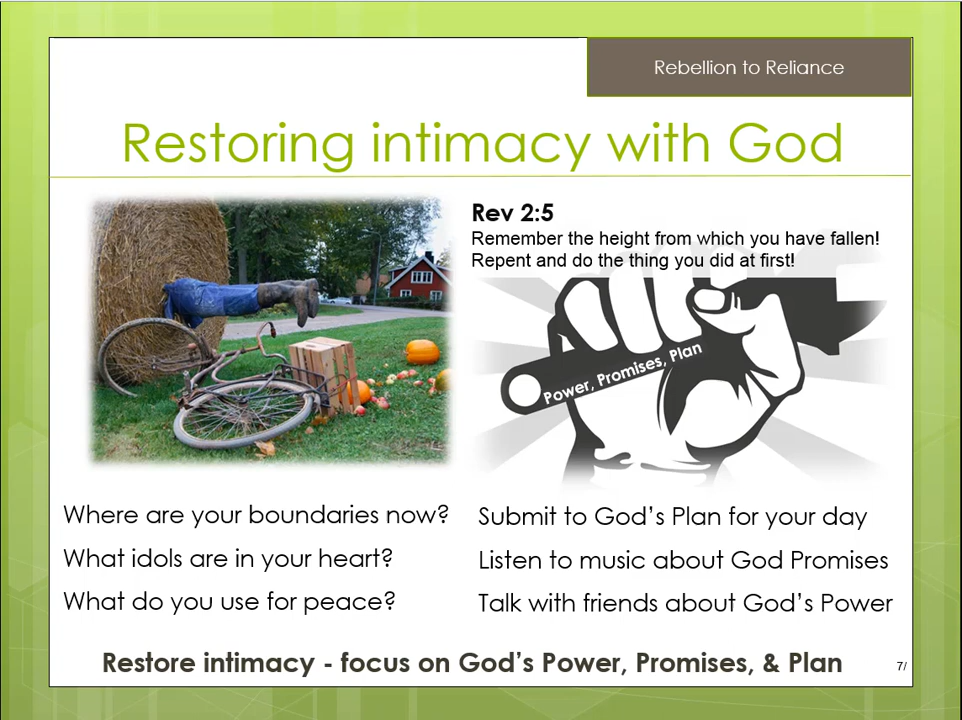 Rebellion to Reliance
Restoring intimacy with God
Rev 2:5
Remember the height from which you have fallen!
Repent and do the thing you did at first!
Power, Promises, Plan
Where are your boundaries now?
What idols are in your heart?
What do you use for peace?
Submit to God's Plan for your day
Listen to music about God Promises
Talk with friends about God's Power
Restore intimacy - focus on God's Power, Promises, & Plan
7/